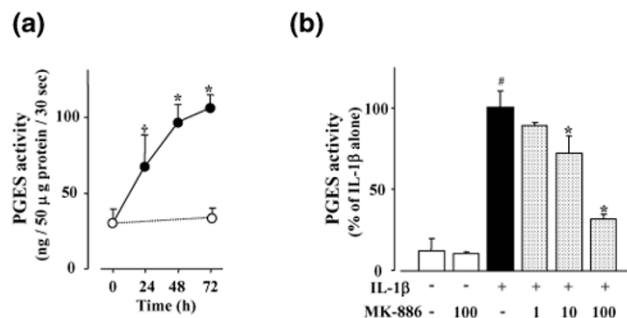 (a)
PGES activity
(ng / 50 μ g protein / 30 sec)
100
50
0
†
*
*
0 24 48 72
Time (h)
(b)
PGES activity
(% of IL-1β alone)
100
50
0
#
*
*
IL-1β - - + + + +
MK-886 - 100 - 1 10 100